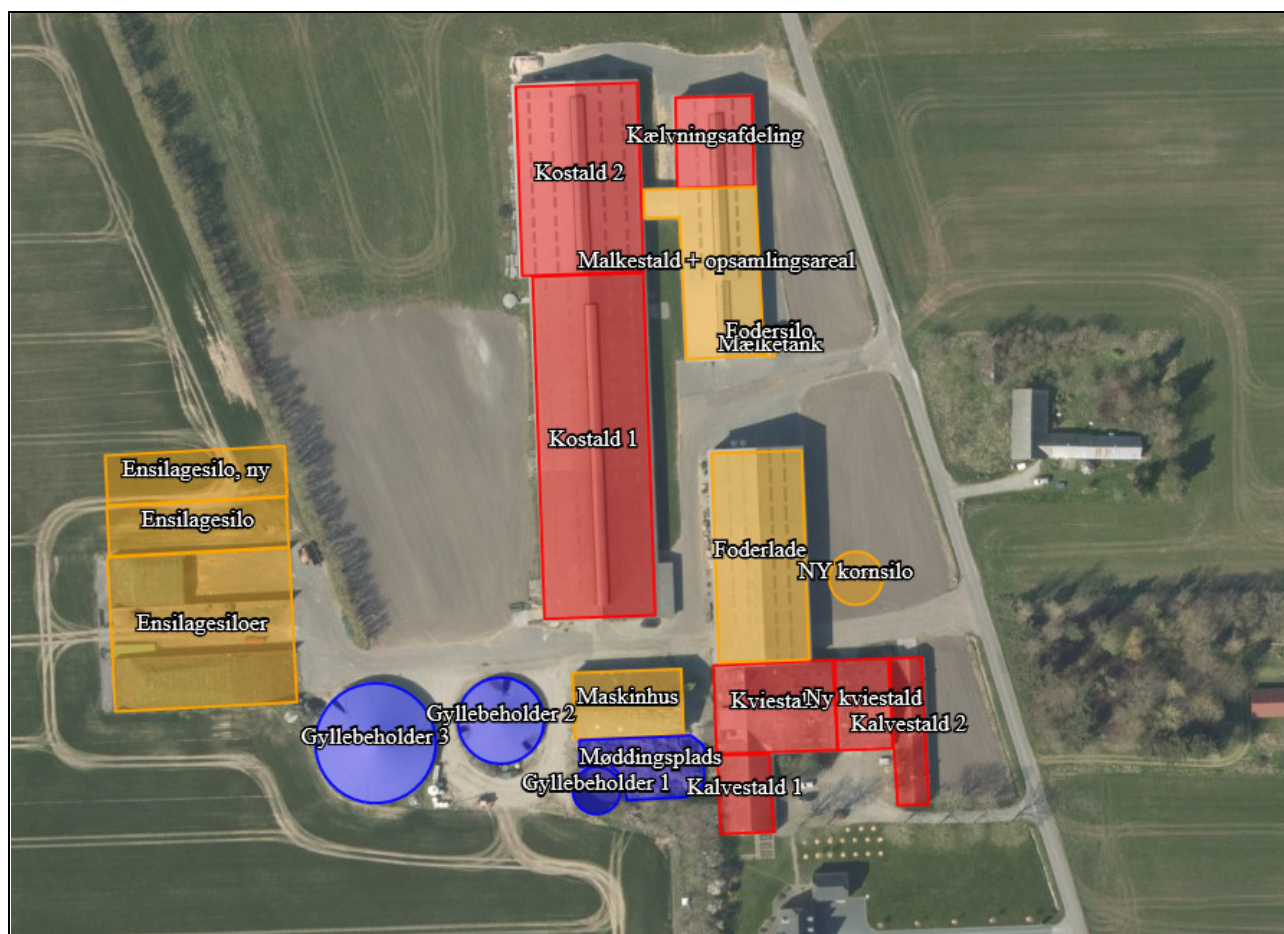 Kælvningsafdeling
Kostald 2
Malkestald + opsamlingsareal
Fodersilo
Mælketank
Kostald 1
Ensilagesilo, ny
Ensilagesilo
Foderlade
NY kornsilo
Ensilagesiloer
Maskinhus
Kviestald
Ny kviestald
Gyllebeholder 2
Kalvestald 2
Gyllebeholder 3
Møddingsplads
Gyllebeholder 1
Kalvestald 1